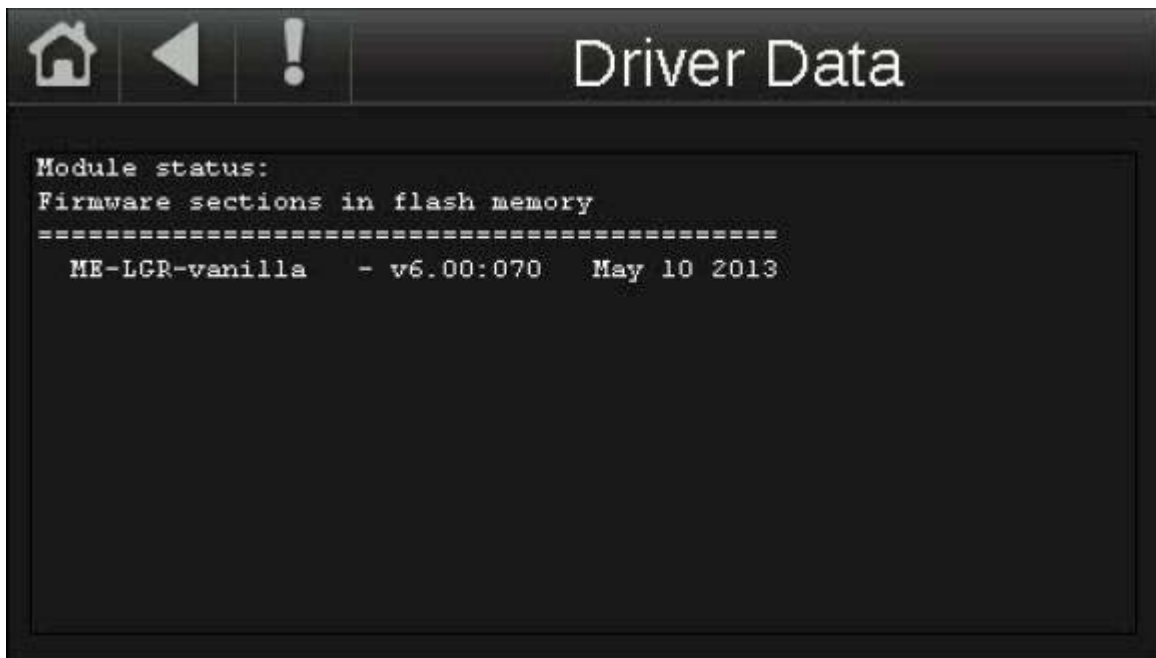 Driver Data
Module status:
Firmware sections in flash memory
============================================
ME-LGR-vanilla - v6.00:070 May 10 2013